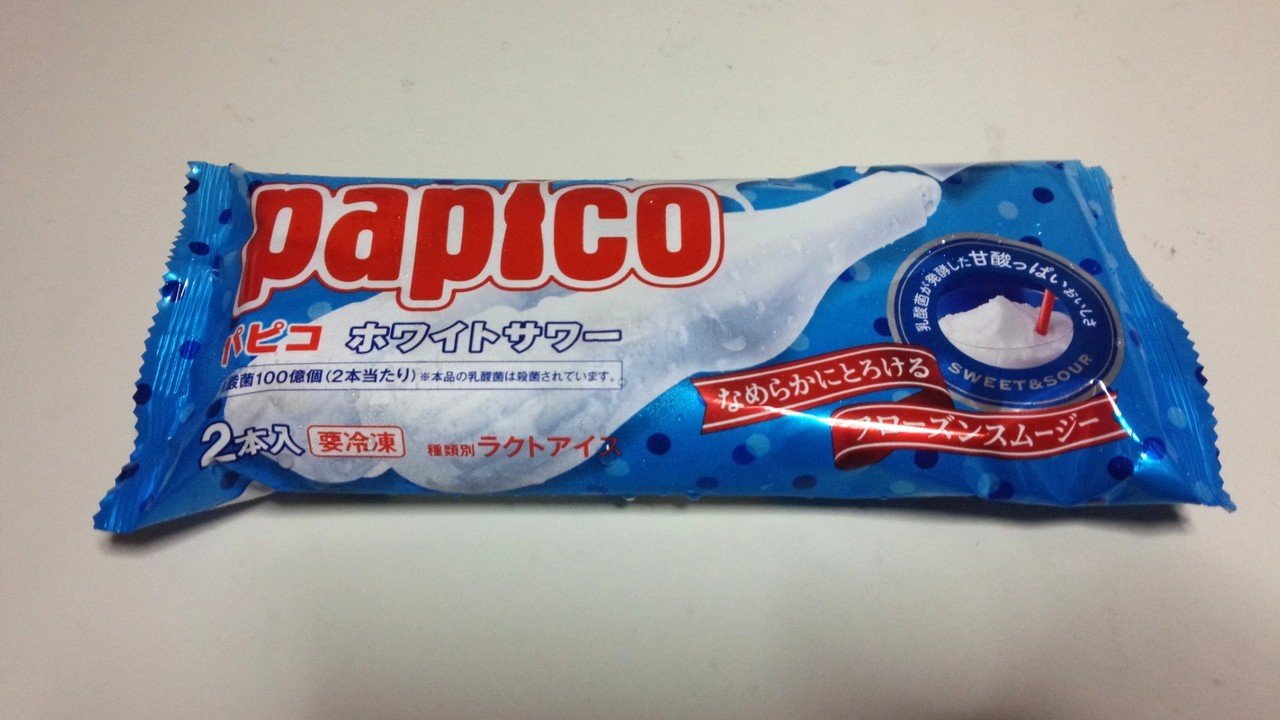 papico
パピコ ホワイトサワー
乳酸菌100億個(2本当たり) ※本品の乳酸菌は殺菌されています。
2本入 要冷凍 種類別 ラクトアイス
乳酸菌が発酵した甘酸っぱいおいしさ
SWEET&SOUR
なめらかにとろける
フローズンスムージー